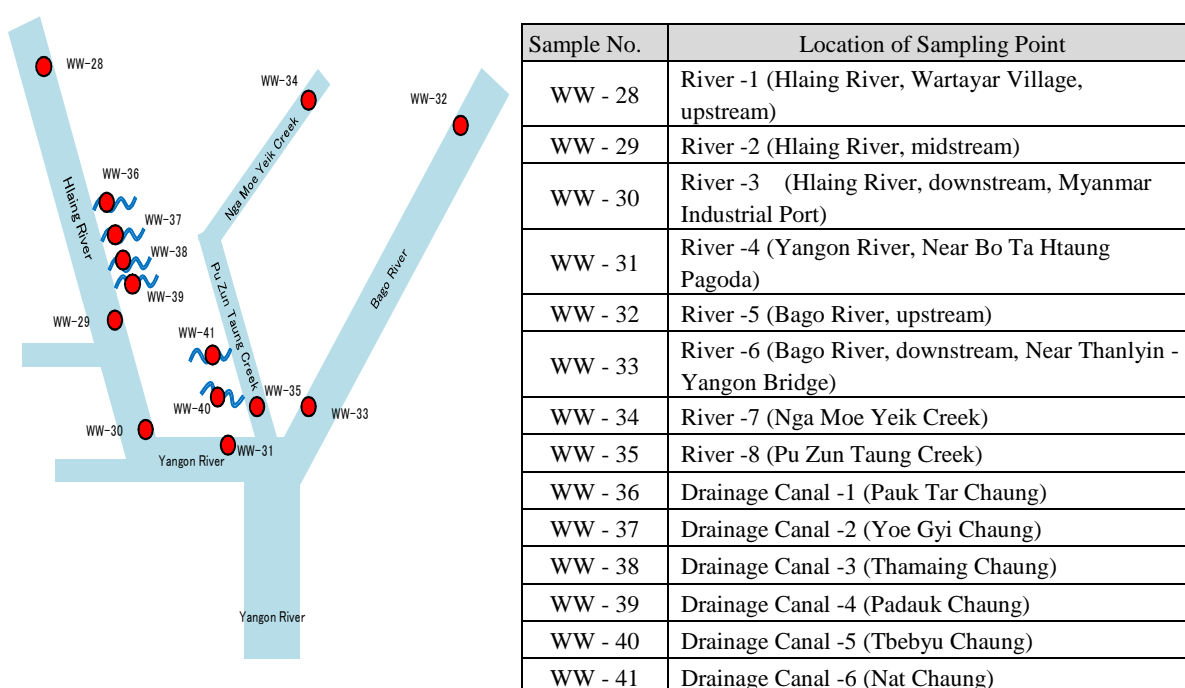 WW-28
WW-34
WW-32
Nga Moe Yeik Creek
WW-36
Hlaing River
WW-37
WW-38
WW-39
Pu Zun Taung Creek
Bago River
WW-29
WW-41
WW-35
WW-40
WW-33
WW-30
WW-31
Yangon River
Yangon River
Sample No. Location of Sampling Point
WW - 28 River -1 (Hlaing River, Wartayar Village,
upstream)
WW - 29 River -2 (Hlaing River, midstream)
WW - 30 River -3 (Hlaing River, downstream, Myanmar
Industrial Port)
WW - 31 River -4 (Yangon River, Near Bo Ta Htaung
Pagoda)
WW - 32 River -5 (Bago River, upstream)
WW - 33 River -6 (Bago River, downstream, Near Thanlyin -
Yangon Bridge)
WW - 34 River -7 (Nga Moe Yeik Creek)
WW - 35 River -8 (Pu Zun Taung Creek)
WW - 36 Drainage Canal -1 (Pauk Tar Chaung)
WW - 37 Drainage Canal -2 (Yoe Gyi Chaung)
WW - 38 Drainage Canal -3 (Thamaing Chaung)
WW - 39 Drainage Canal -4 (Padauk Chaung)
WW - 40 Drainage Canal -5 (Tbebyu Chaung)
WW - 41 Drainage Canal -6 (Nat Chaung)